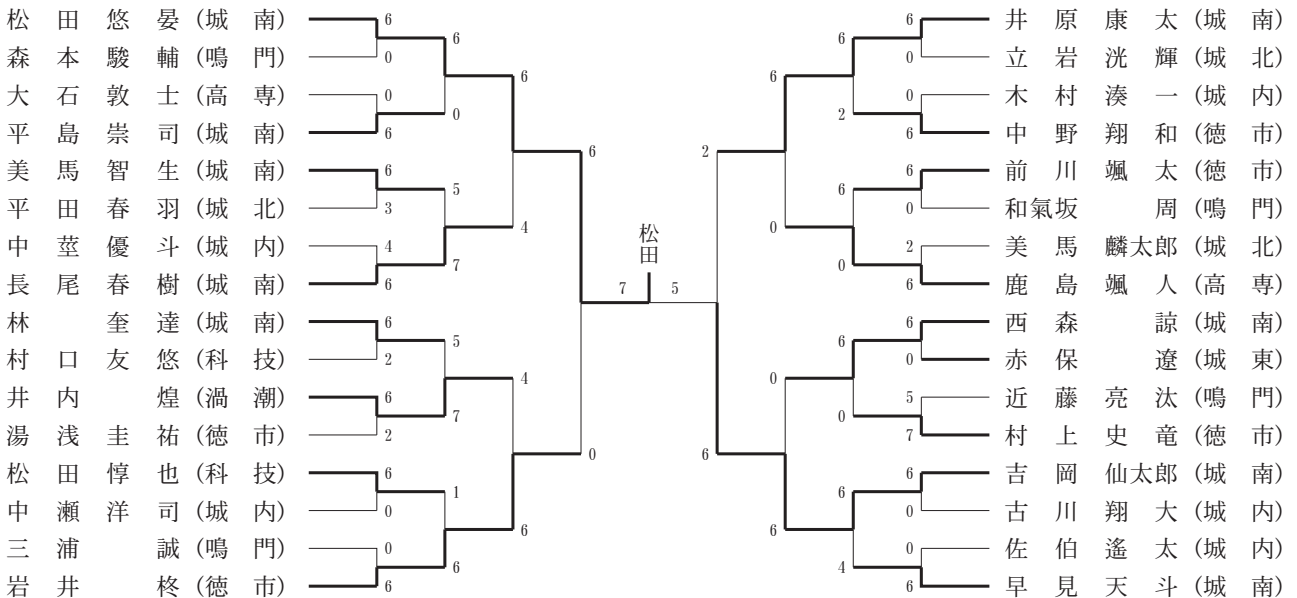 松田悠晏(城南)
森本駿輔(鳴門)
大石敦士(高専)
平島崇司(城南)
美馬智生(城南)
平田春羽(城北)
中莖優斗(城内)
長尾春樹(城南)
林奎達(城南)
村口友悠(科技)
井内煌(渦潮)
湯浅圭祐(徳市)
松田惇也(科技)
中瀬洋司(城内)
三浦誠(鳴門)
岩井柊(徳市)
6
0
0
6
6
3
4
6
6
2
6
2
6
0
0
6
6
0
5
7
5
7
1
6
6
4
4
6
6
0
松田
7 5
2
6
6
0
0
6
6
2
6
0
6
0
6
4
6
0
0
6
6
0
2
6
6
0
5
7
6
0
0
6
井原康太(城南)
立岩洸輝(城北)
木村湊一(城内)
中野翔和(徳市)
前川颯太(徳市)
和氣坂周(鳴門)
美馬麟太郎(城北)
鹿島颯人(高専)
西森諒(城南)
赤保遼(城東)
近藤亮汰(鳴門)
村上史竜(徳市)
吉岡仙太郎(城南)
古川翔大(城内)
佐伯遙太(城内)
早見天斗(城南)